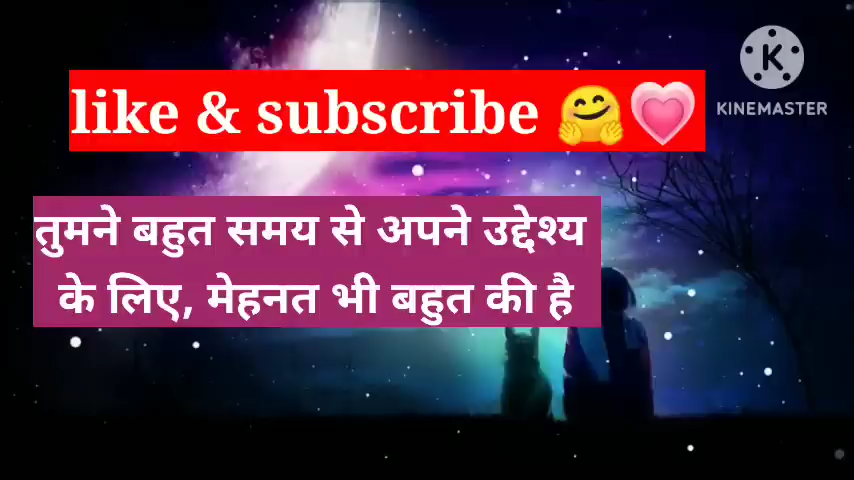 like & subscribe 🤗💗
KINEMASTER
तुमने बहुत समय से अपने उद्देश्य
के लिए, मेहनत भी बहुत की है